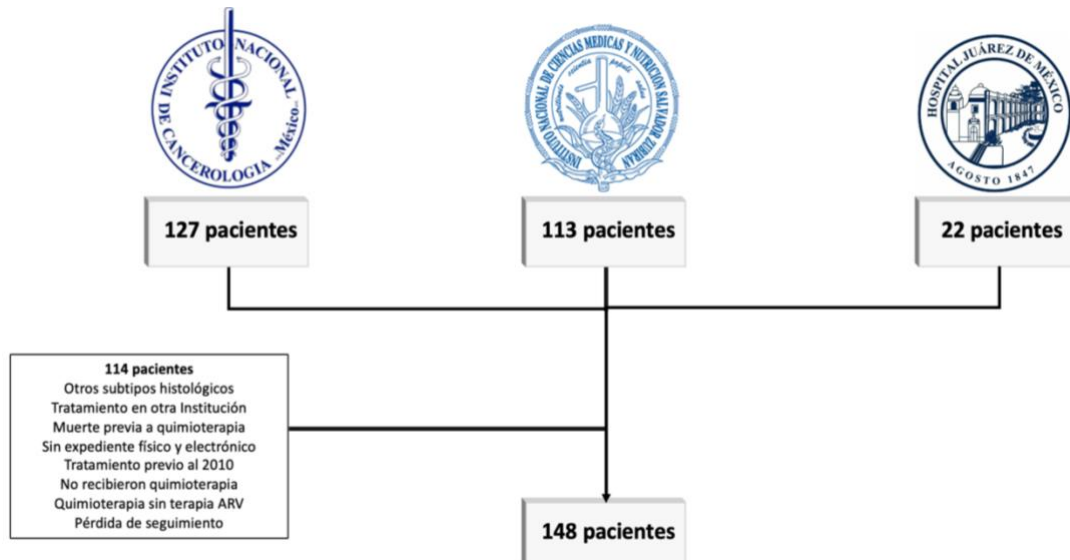 INSTITUTO NACIONAL DE CANCEROLOGIA México
INSTITUTO NACIONAL DE CIENCIAS MEDICAS Y NUTRICION SALVADOR ZUBIRAN
HOSPITAL JUÁREZ DE MÉXICO
AGOSTO 1847
127 pacientes
113 pacientes
22 pacientes
114 pacientes
Otros subtipos histológicos
Tratamiento en otra Institución
Muerte previa a quimioterapia
Sin expediente físico y electrónico
Tratamiento previo al 2010
No recibieron quimioterapia
Quimioterapia sin terapia ARV
Pérdida de seguimiento
148 pacientes